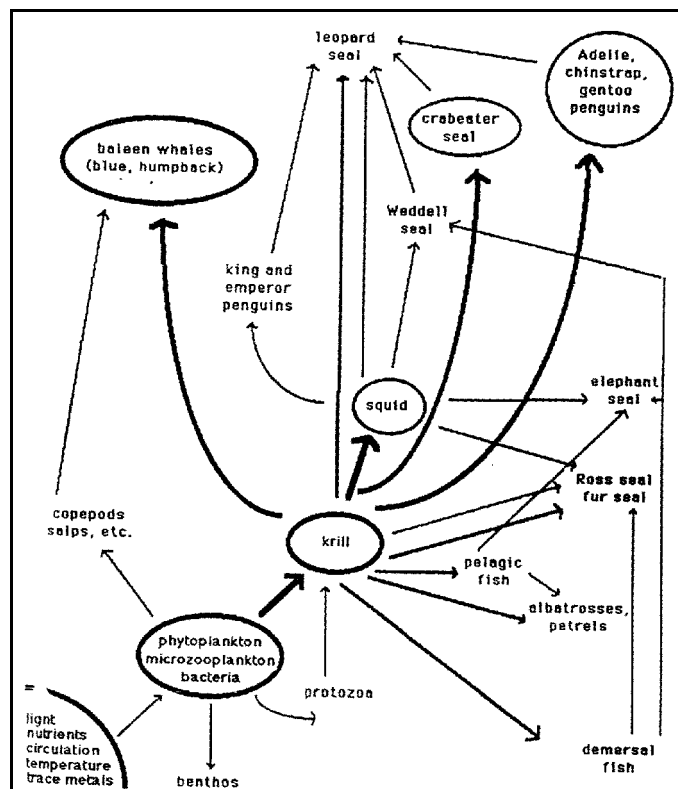 leopard
seal
Adelie,
chinstrap,
gentoo
penguins
crabeater
seal
baleen whales
(blue, humpback)
Weddell
seal
king and
emperor
penguins
elephant
seal
squid
Ross seal
fur seal
copepods
salps, etc.
krill
pelagic
fish
albatrosses,
petrels
phytoplankton
microzooplankton
bacteria
protozoa
light
nutrients
circulation
temperature
trace metals
benthos
demersal
fish